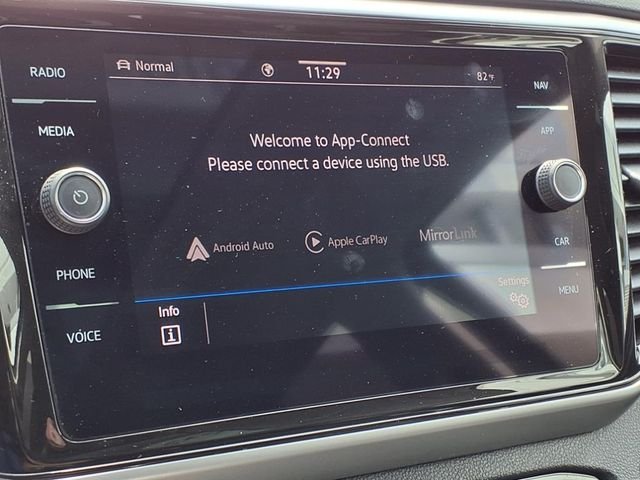 RADIO
MEDIA
PHONE
VOICE
Normal
11:29
82°F
Welcome to App-Connect
Please connect a device using the USB.
Android Auto
Apple CarPlay
MirrorLink
Info
i
Settings
NAV
APP
CAR
MENU